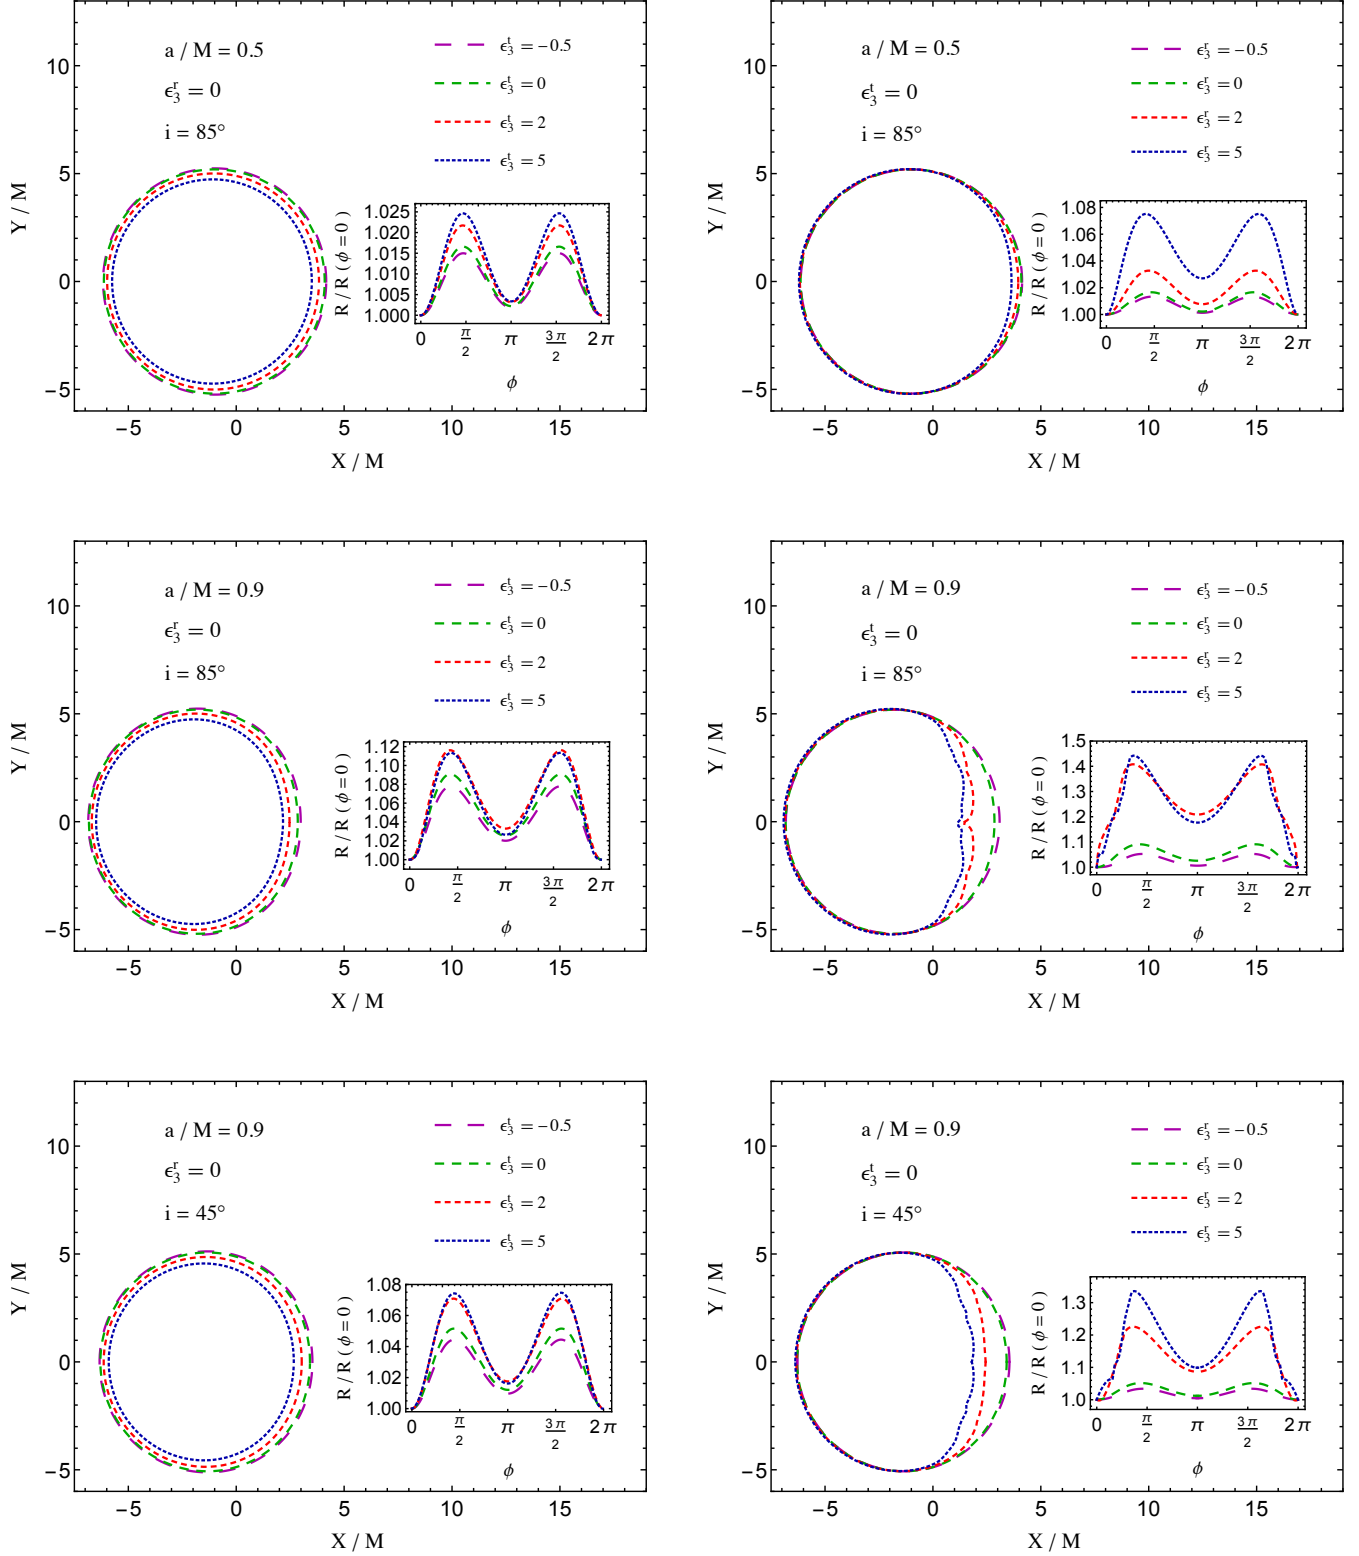 a / M = 0.5
ϵ₃ᵗ = −0.5
ϵ₃ʳ = 0
ϵ₃ᵗ = 0
i = 85°
ϵ₃ᵗ = 2
ϵ₃ᵗ = 5
10
5
0
−5
Y / M
−5 0 5 10 15
X / M
R / R ( ϕ = 0 )
1.025
1.020
1.015
1.010
1.005
1.000
0 π/2 π 3π/2 2π
ϕ
a / M = 0.5
ϵ₃ʳ = −0.5
ϵ₃ᵗ = 0
ϵ₃ʳ = 0
i = 85°
ϵ₃ʳ = 2
ϵ₃ʳ = 5
10
5
0
−5
Y / M
−5 0 5 10 15
X / M
R / R ( ϕ = 0 )
1.08
1.06
1.04
1.02
1.00
0 π/2 π 3π/2 2π
ϕ
a / M = 0.9
ϵ₃ᵗ = −0.5
ϵ₃ʳ = 0
ϵ₃ᵗ = 0
i = 85°
ϵ₃ᵗ = 2
ϵ₃ᵗ = 5
10
5
0
−5
Y / M
−5 0 5 10 15
X / M
R / R ( ϕ = 0 )
1.12
1.10
1.08
1.06
1.04
1.02
1.00
0 π/2 π 3π/2 2π
ϕ
a / M = 0.9
ϵ₃ʳ = −0.5
ϵ₃ᵗ = 0
ϵ₃ʳ = 0
i = 85°
ϵ₃ʳ = 2
ϵ₃ʳ = 5
10
5
0
−5
Y / M
−5 0 5 10 15
X / M
R / R ( ϕ = 0 )
1.5
1.4
1.3
1.2
1.1
1.0
0 π/2 π 3π/2 2π
ϕ
a / M = 0.9
ϵ₃ᵗ = −0.5
ϵ₃ʳ = 0
ϵ₃ᵗ = 0
i = 45°
ϵ₃ᵗ = 2
ϵ₃ᵗ = 5
10
5
0
−5
Y / M
−5 0 5 10 15
X / M
R / R ( ϕ = 0 )
1.08
1.06
1.04
1.02
1.00
0 π/2 π 3π/2 2π
ϕ
a / M = 0.9
ϵ₃ʳ = −0.5
ϵ₃ᵗ = 0
ϵ₃ʳ = 0
i = 45°
ϵ₃ʳ = 2
ϵ₃ʳ = 5
10
5
0
−5
Y / M
−5 0 5 10 15
X / M
R / R ( ϕ = 0 )
1.3
1.2
1.1
1.0
0 π/2 π 3π/2 2π
ϕ